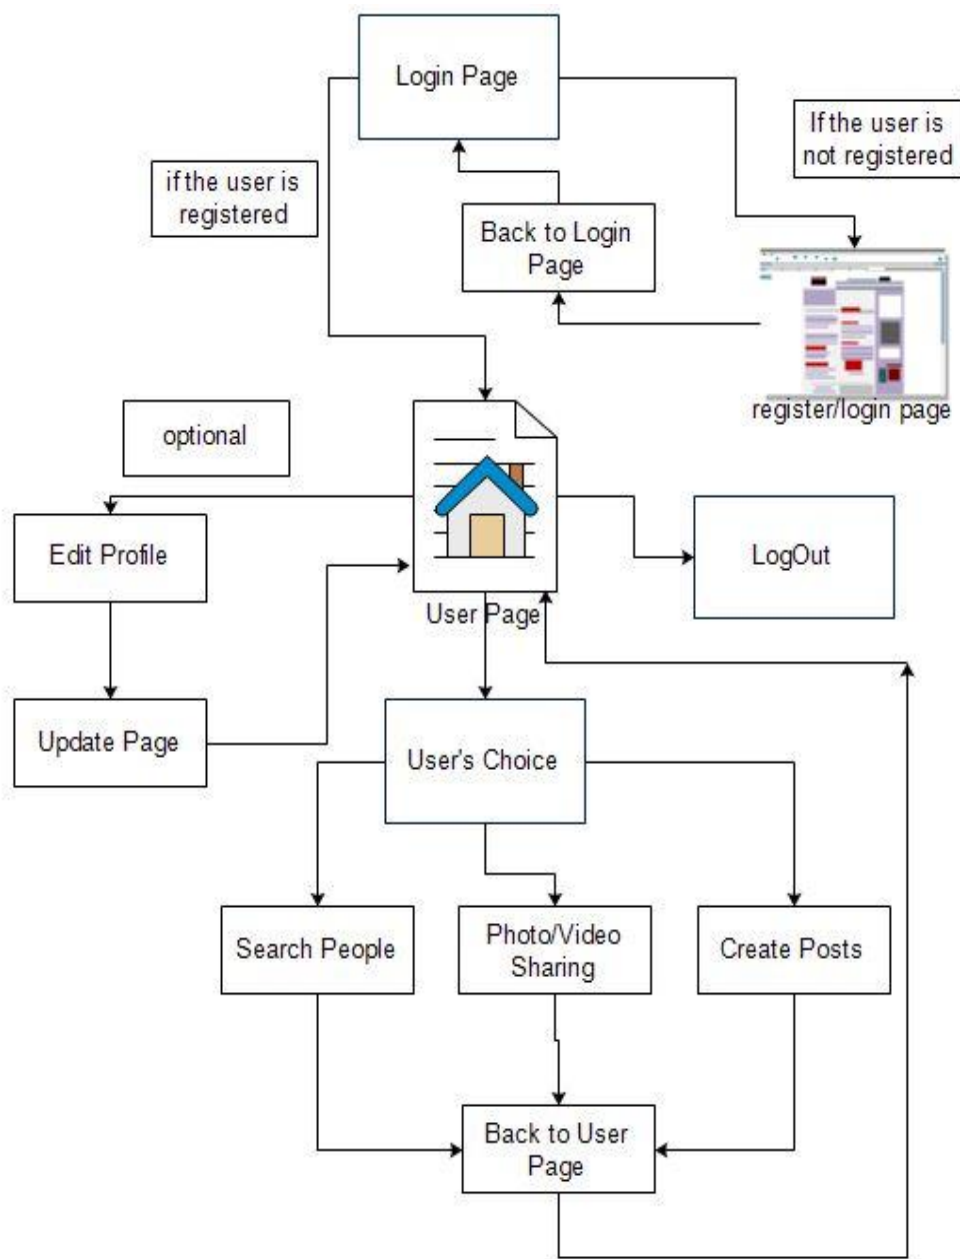 Login Page
If the user is
not registered
if the user is
registered
Back to Login
Page
register/login page
optional
Edit Profile
LogOut
User Page
Update Page
User's Choice
Search People
Photo/Video
Sharing
Create Posts
Back to User
Page